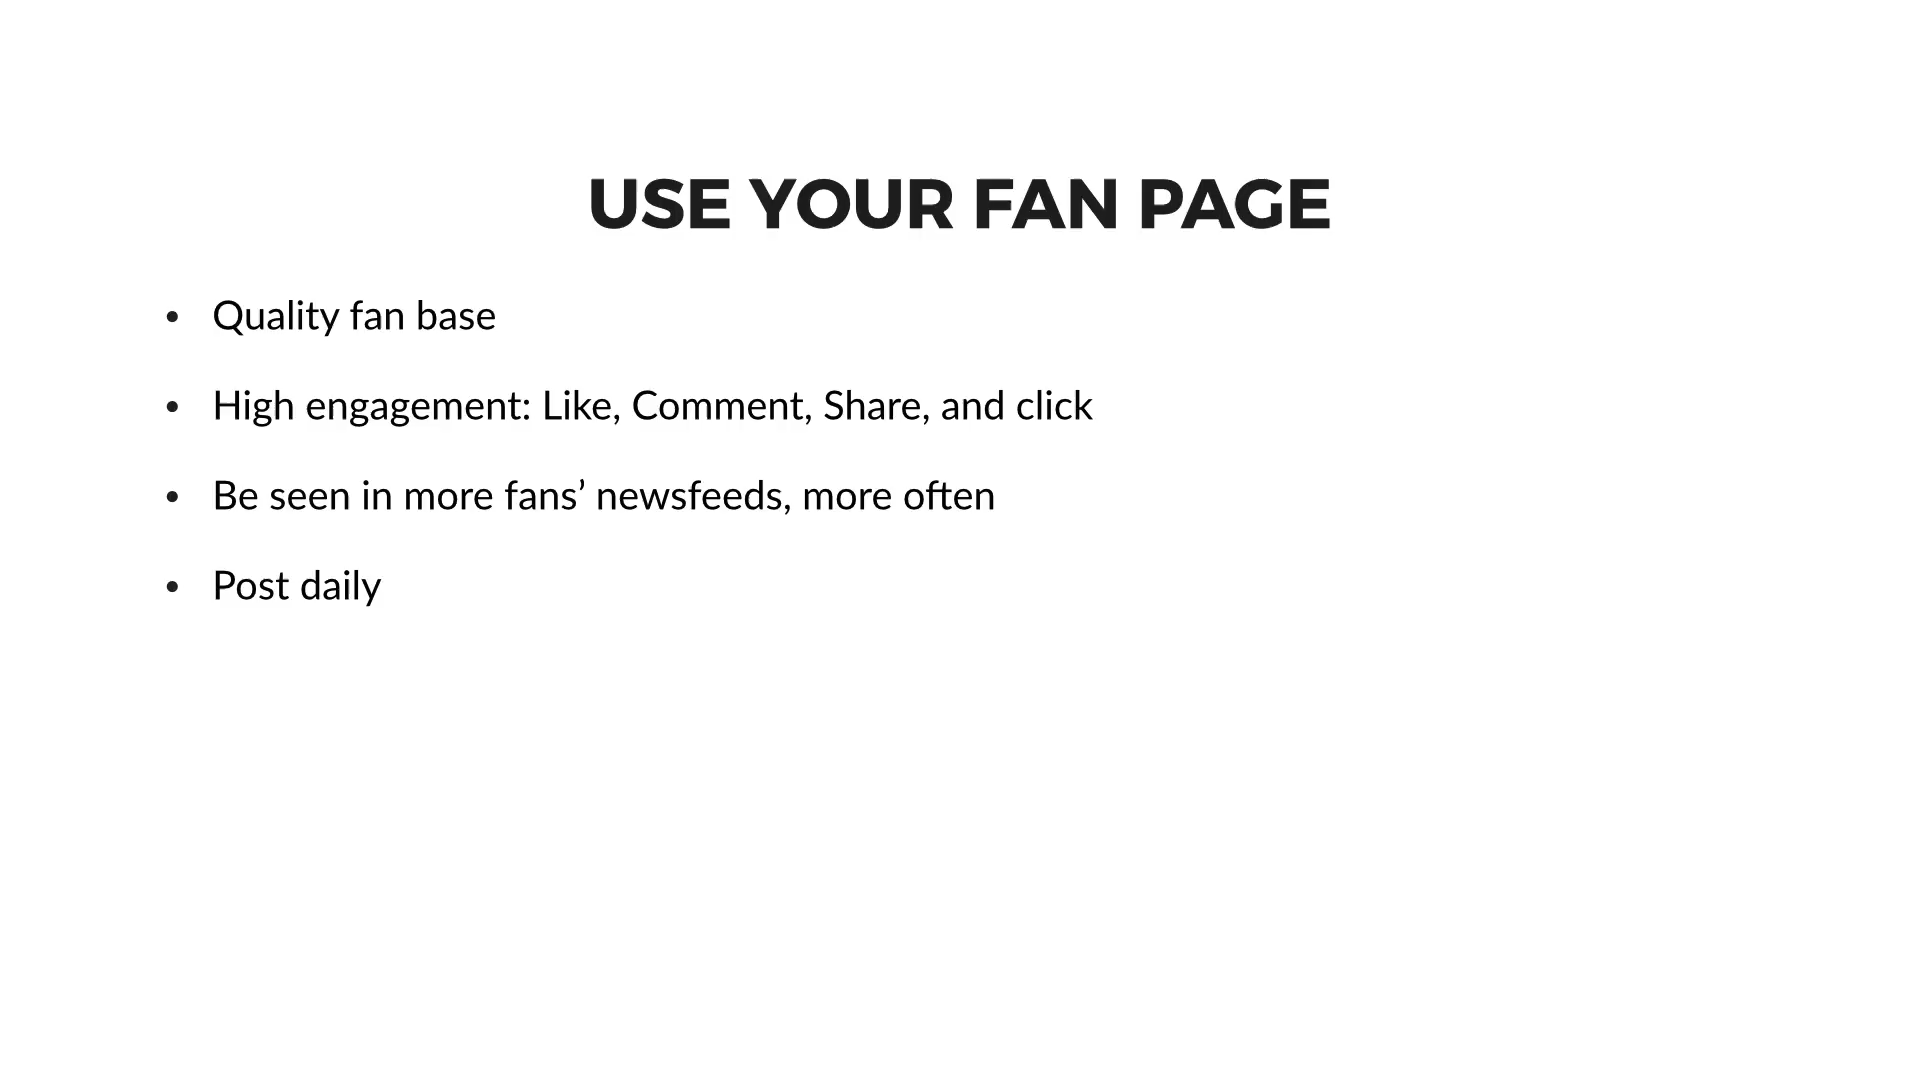 USE YOUR FAN PAGE
• Quality fan base
• High engagement: Like, Comment, Share, and click
• Be seen in more fans’ newsfeeds, more often
• Post daily